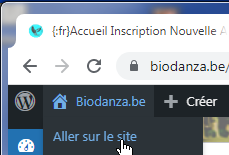 {:fr}Accueil Inscription Nouvelle A
biodanza.be/
Biodanza.be + Créer
Aller sur le site